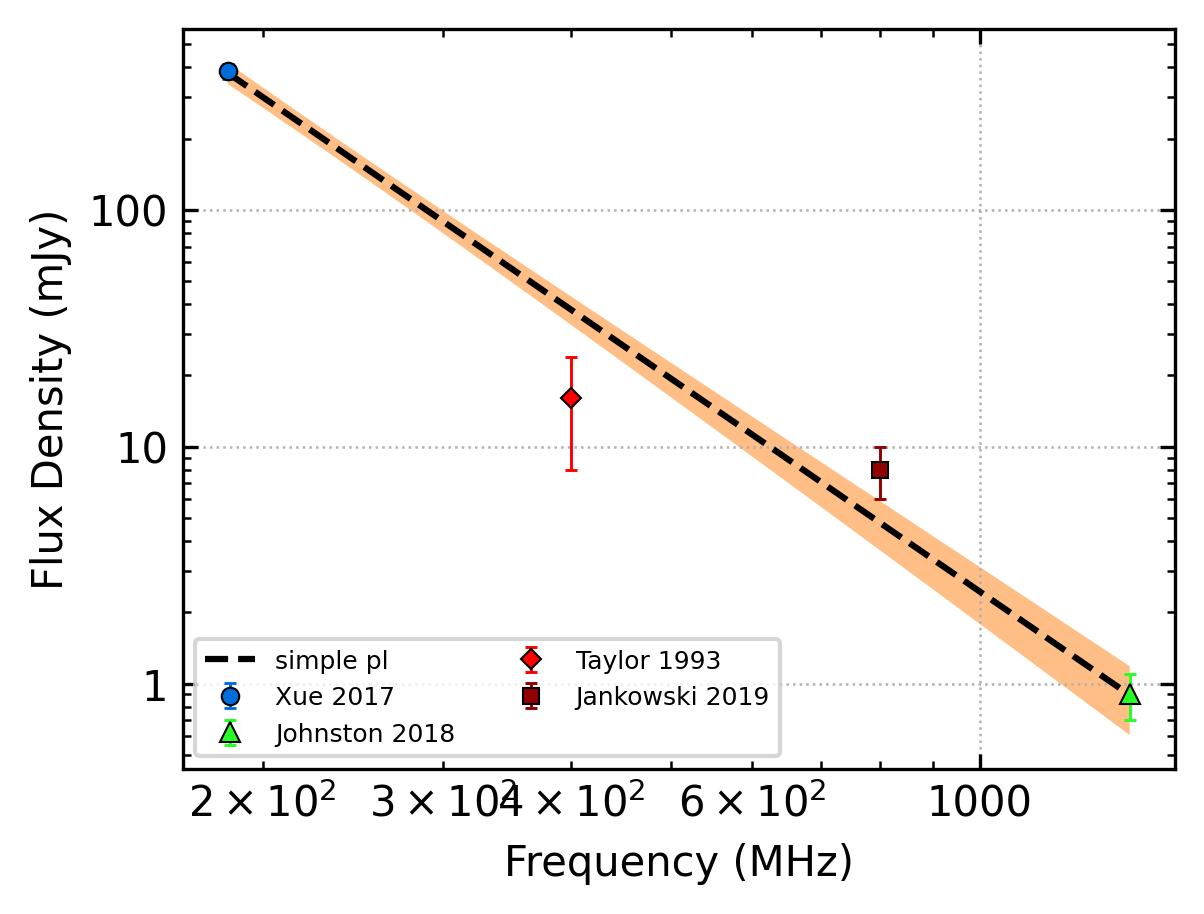 Flux Density (mJy)
100
10
1
simple pl
Xue 2017
Johnston 2018
Taylor 1993
Jankowski 2019
2 × 10²
3 × 10²
4 × 10²
6 × 10²
1000
Frequency (MHz)